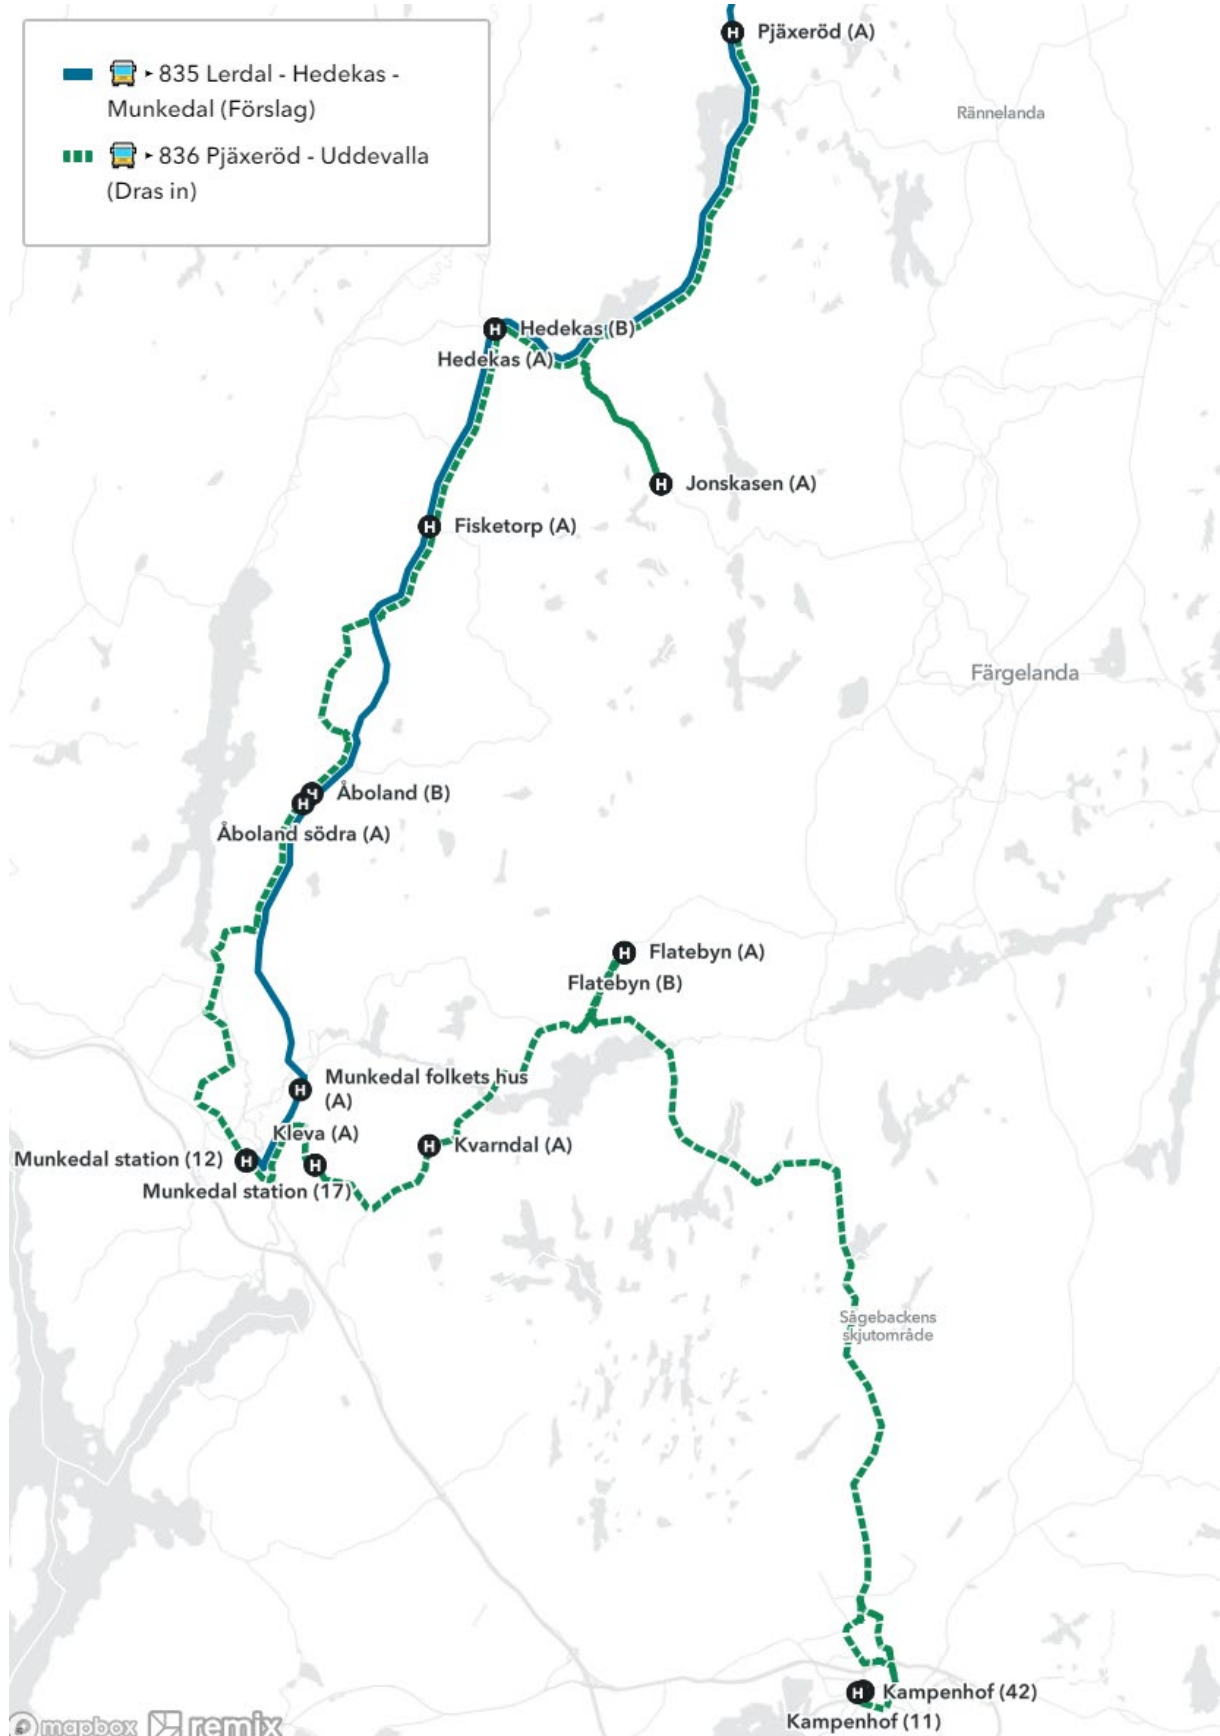 835 Lerdal - Hedekas -
Munkedal (Förslag)
836 Pjäxeröd - Uddevalla
(Dras in)
H Pjäxeröd (A)
Rännelanda
H Hedekas (B)
Hedekas (A)
H Jonskasen (A)
H Fisketorp (A)
Färgelanda
H Åboland (B)
H
Åboland södra (A)
H Flatebyn (A)
Flatebyn (B)
H Munkedal folkets hus
(A)
Kleva (A)
H Kvarndal (A)
Munkedal station (12) H
H
Munkedal station (17)
Sågebackens
skjutområde
H Kampenhof (42)
Kampenhof (11)
mapbox remix